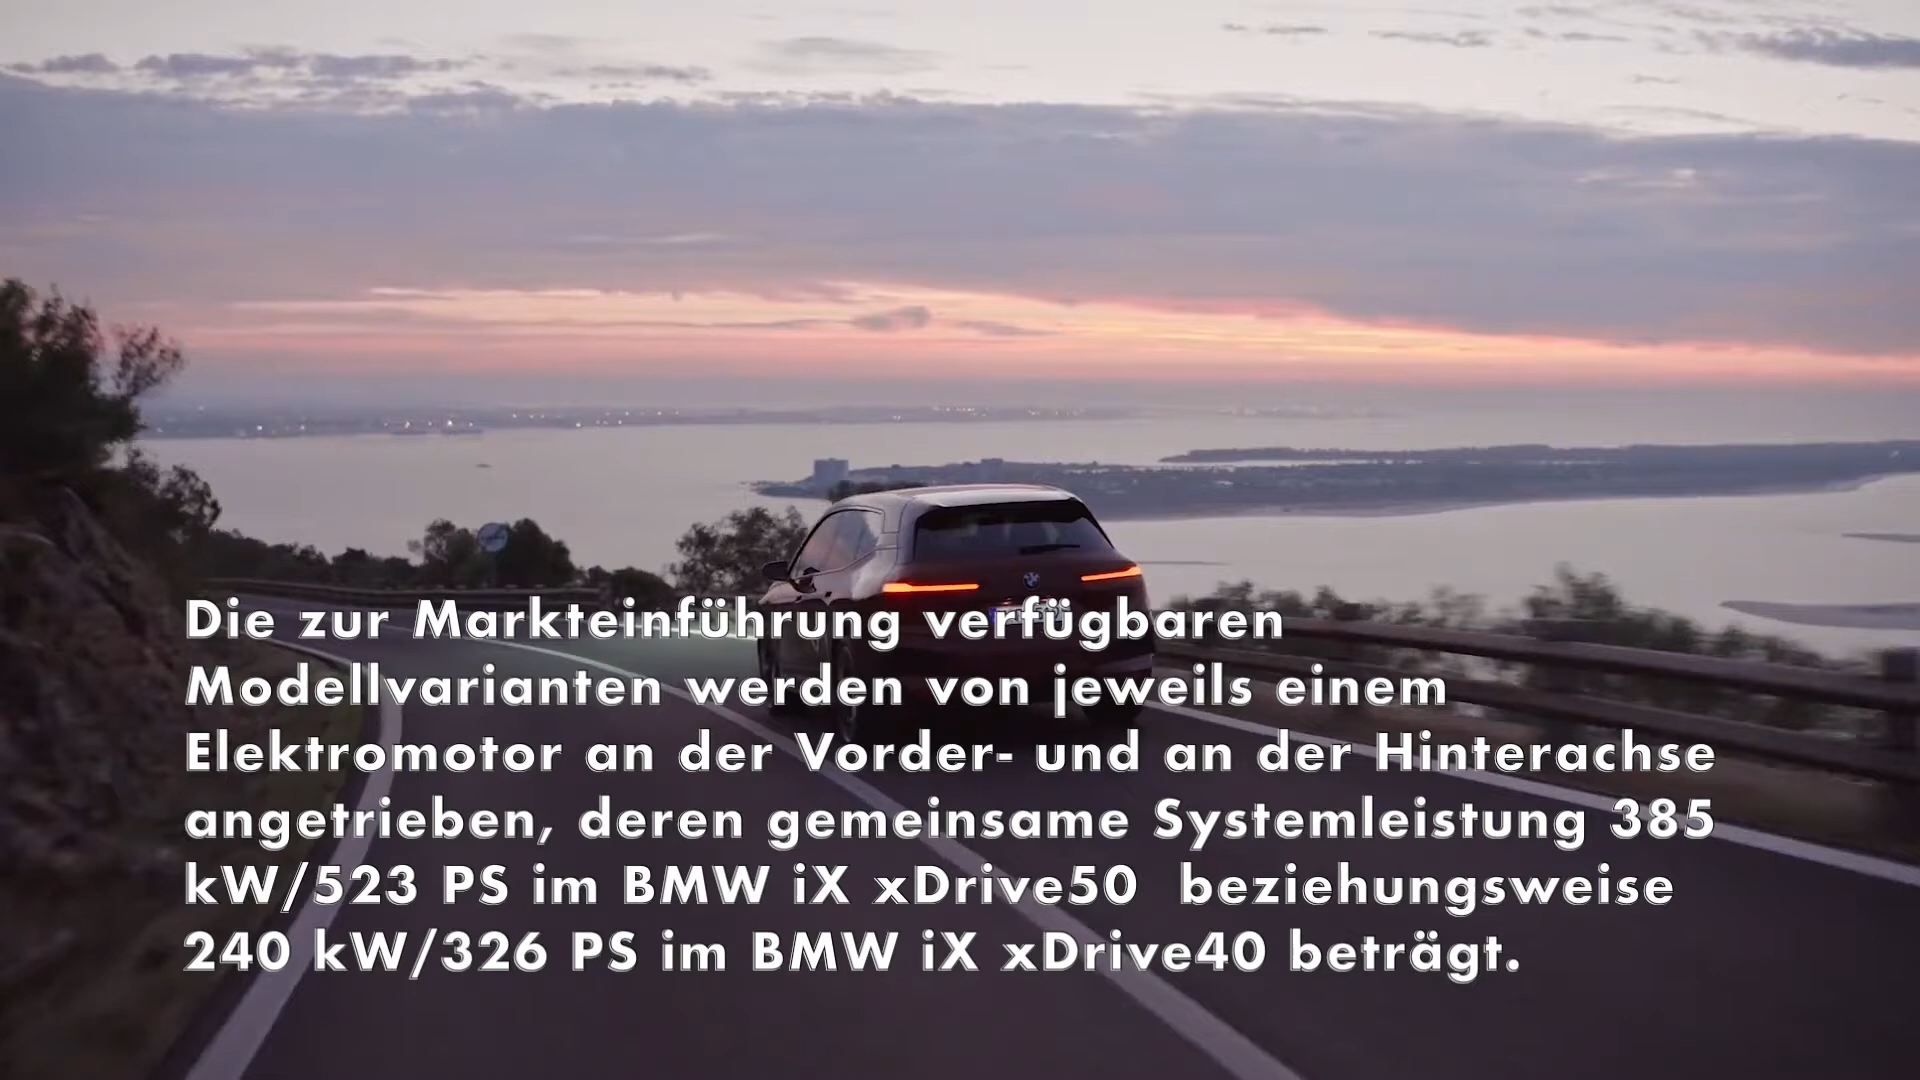 Die zur Markteinführung verfügbaren
Modellvarianten werden von jeweils einem
Elektromotor an der Vorder- und an der Hinterachse
angetrieben, deren gemeinsame Systemleistung 385
kW/523 PS im BMW iX xDrive50  beziehungsweise
240 kW/326 PS im BMW iX xDrive40 beträgt.